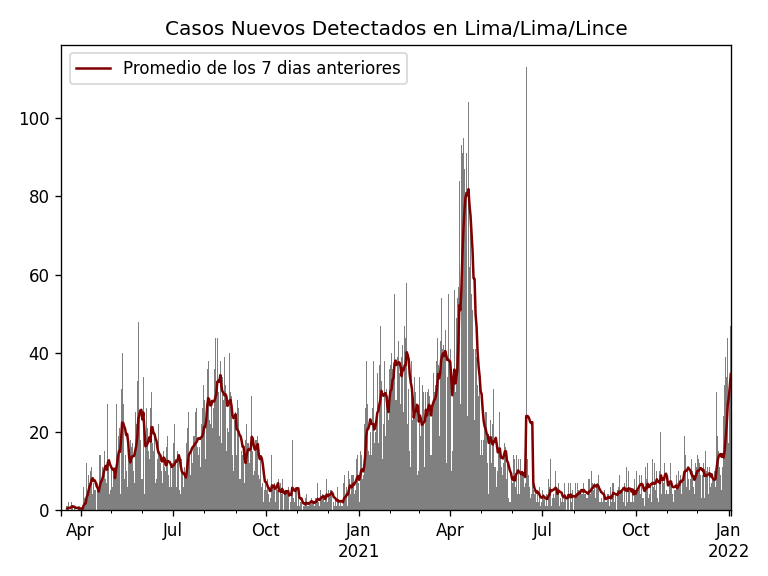 Casos Nuevos Detectados en Lima/Lima/Lince
Promedio de los 7 dias anteriores
100
80
60
40
20
0
Apr Jul Oct Jan Apr Jul Oct Jan
2021 2022